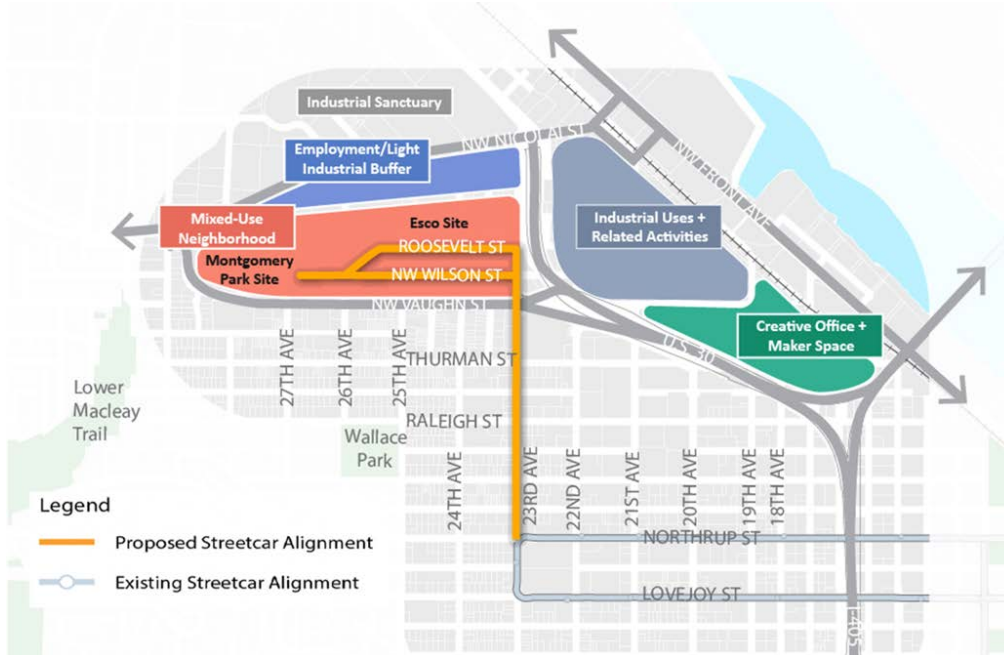 Industrial Sanctuary
NW NICOLAI ST
Employment/Light
Industrial Buffer
NW FRONT AVE
Mixed-Use
Neighborhood
Esco Site
Industrial Uses +
Related Activities
ROOSEVELT ST
Montgomery
Park Site
NW WILSON ST
NW VAUGHN ST
Creative Office +
Maker Space
U.S. 30
THURMAN ST
27TH AVE
26TH AVE
25TH AVE
Lower
Macleay
Trail
RALEIGH ST
Wallace
Park
24TH AVE
23RD AVE
22ND AVE
21ST AVE
20TH AVE
19TH AVE
18TH AVE
Legend
Proposed Streetcar Alignment
Existing Streetcar Alignment
NORTHRUP ST
LOVEJOY ST
I-405